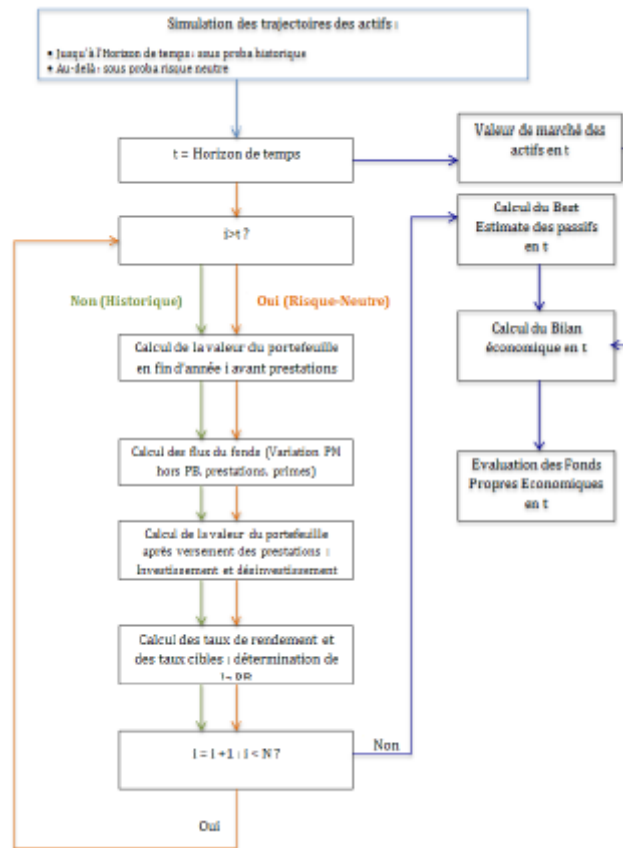 Simulation des trajectoires des actifs :
• Jusqu'à l'Horizon de temps : sous proba historique
• Au-delà : sous proba risque neutre
t = Horizon de temps
Valeur de marché des
actifs en t
i>t ?
Calcul du Best
Estimate des passifs
en t
Non (Historique)
Oui (Risque-Neutre)
Calcul de la valeur du portefeuille
en fin d'année i avant prestations
Calcul du Bilan
économique en t
Calcul des flux du fonds (Variation PM
hors PB, prestations, primes)
Evaluation des Fonds
Propres Economiques
en t
Calcul de la valeur du portefeuille
après versement des prestations :
Investissement et désinvestissement
Calcul des taux de rendement et
des taux cibles : détermination de
i = i +1 : i < N ?
Non
Oui